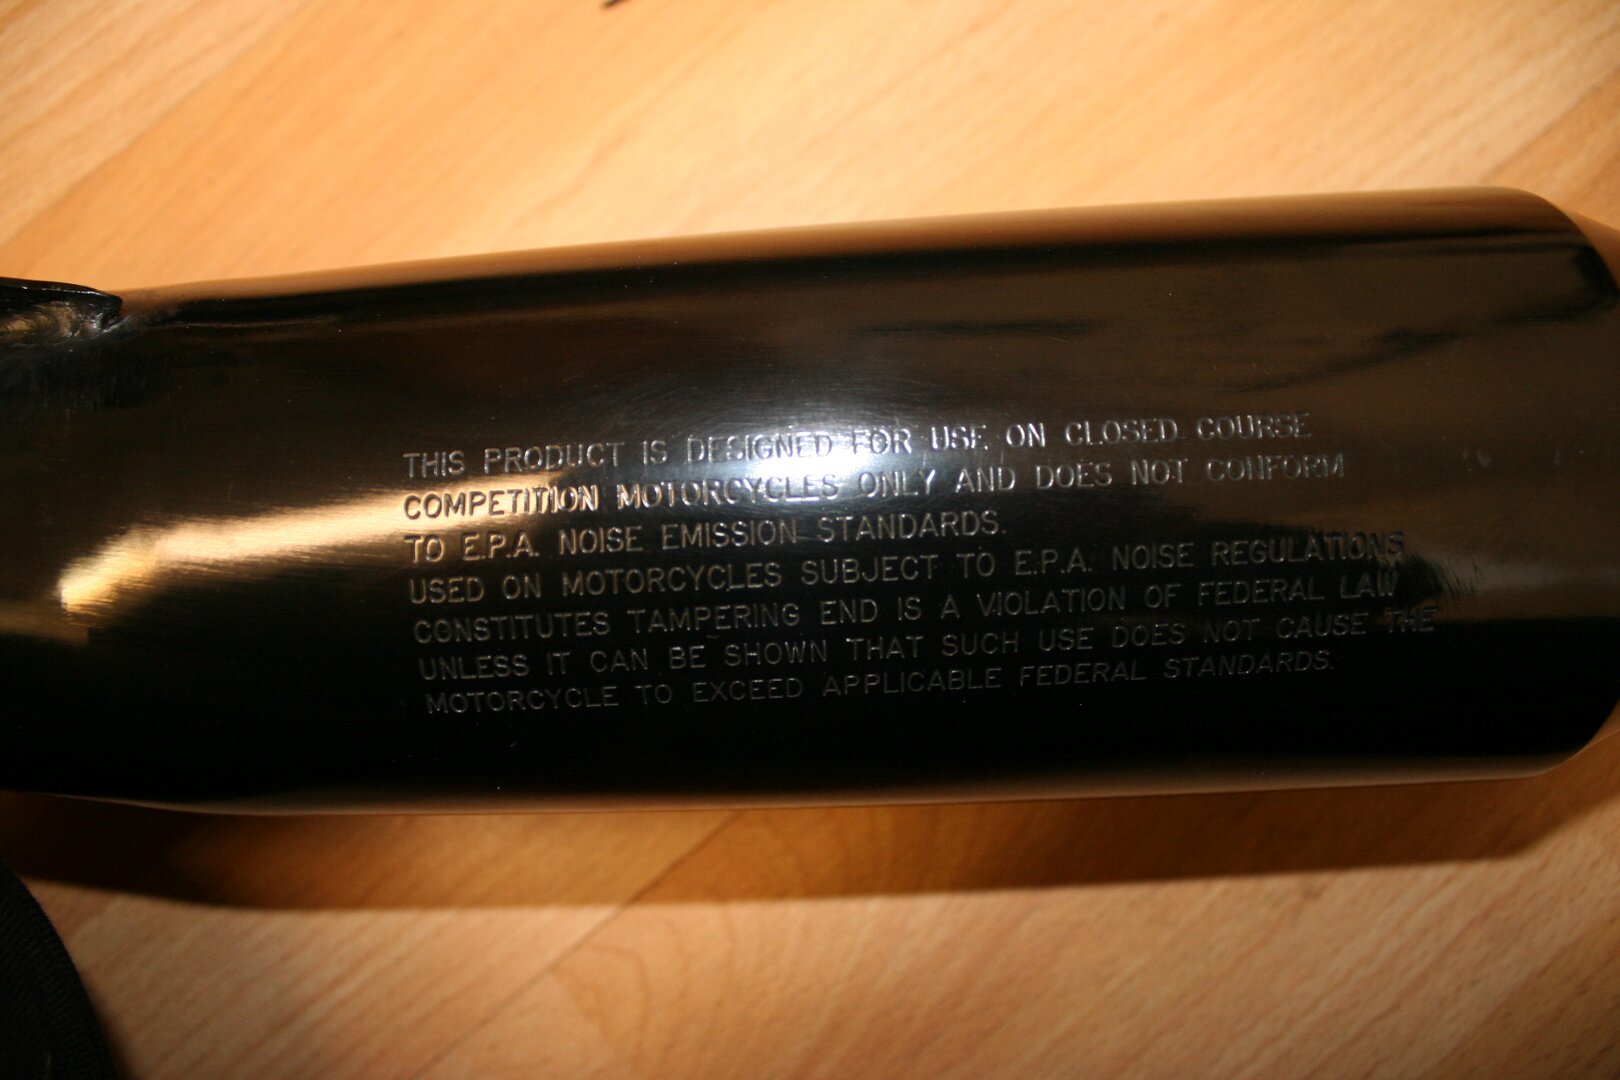 THIS PRODUCT IS DESIGNED FOR USE ON CLOSED COURSE
COMPETITION MOTORCYCLES ONLY AND DOES NOT CONFORM
TO E.P.A. NOISE EMISSION STANDARDS.
USED ON MOTORCYCLES SUBJECT TO E.P.A. NOISE REGULATIONS
CONSTITUTES TAMPERING END IS A VIOLATION OF FEDERAL LAW
UNLESS IT CAN BE SHOWN THAT SUCH USE DOES NOT CAUSE THE
MOTORCYCLE TO EXCEED APPLICABLE FEDERAL STANDARDS.